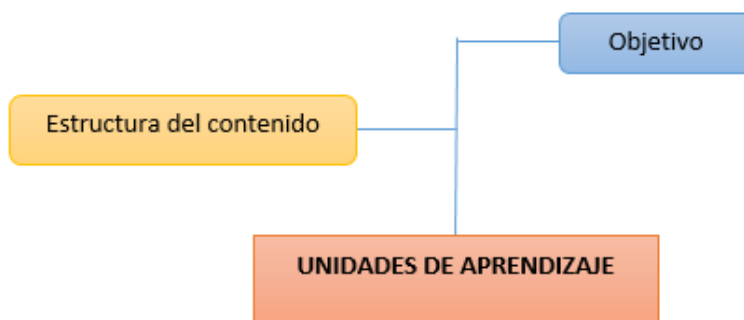 Objetivo
Estructura del contenido
UNIDADES DE APRENDIZAJE